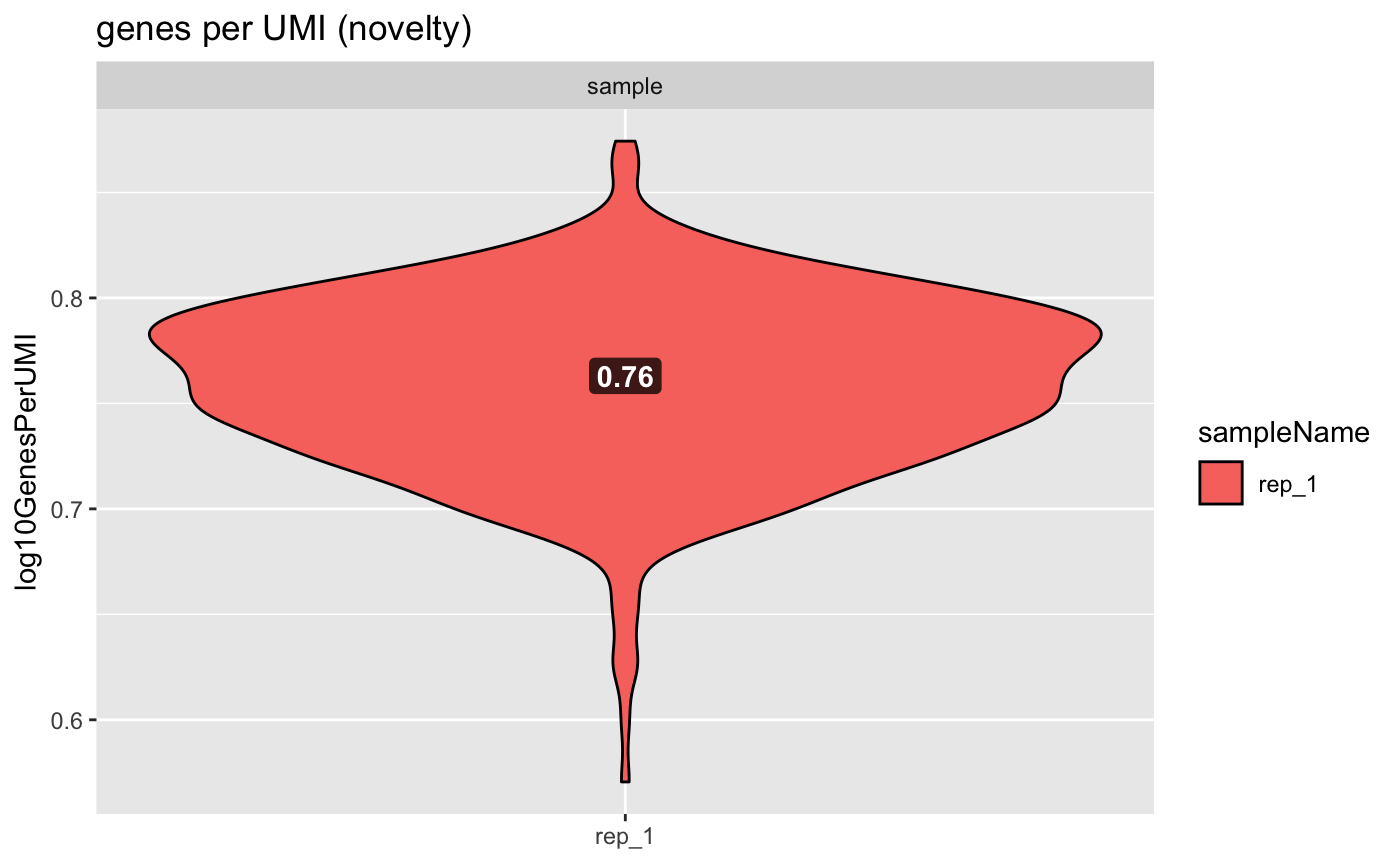 genes per UMI (novelty)
sample
0.8
0.7
0.6
log10GenesPerUMI
0.76
rep_1
sampleName
rep_1